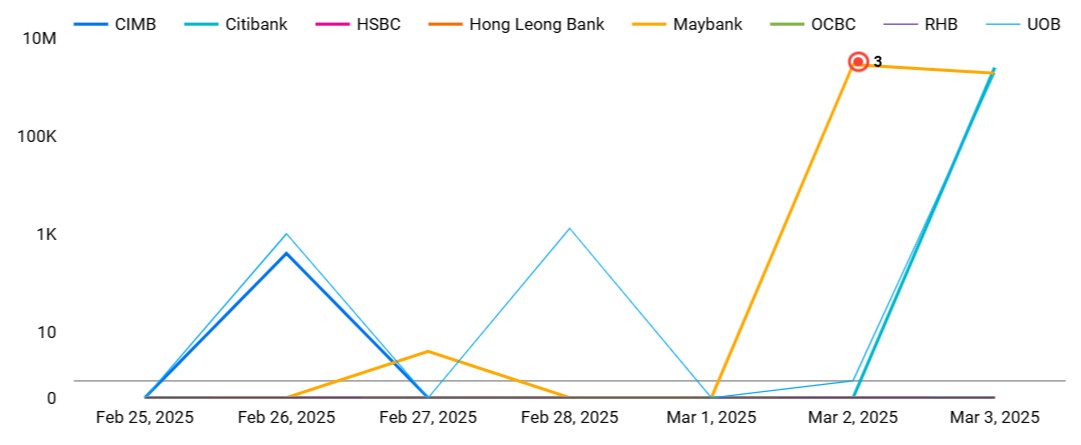 CIMB Citibank HSBC Hong Leong Bank Maybank OCBC RHB UOB
10M
3
100K
1K
10
0
Feb 25, 2025 Feb 26, 2025 Feb 27, 2025 Feb 28, 2025 Mar 1, 2025 Mar 2, 2025 Mar 3, 2025